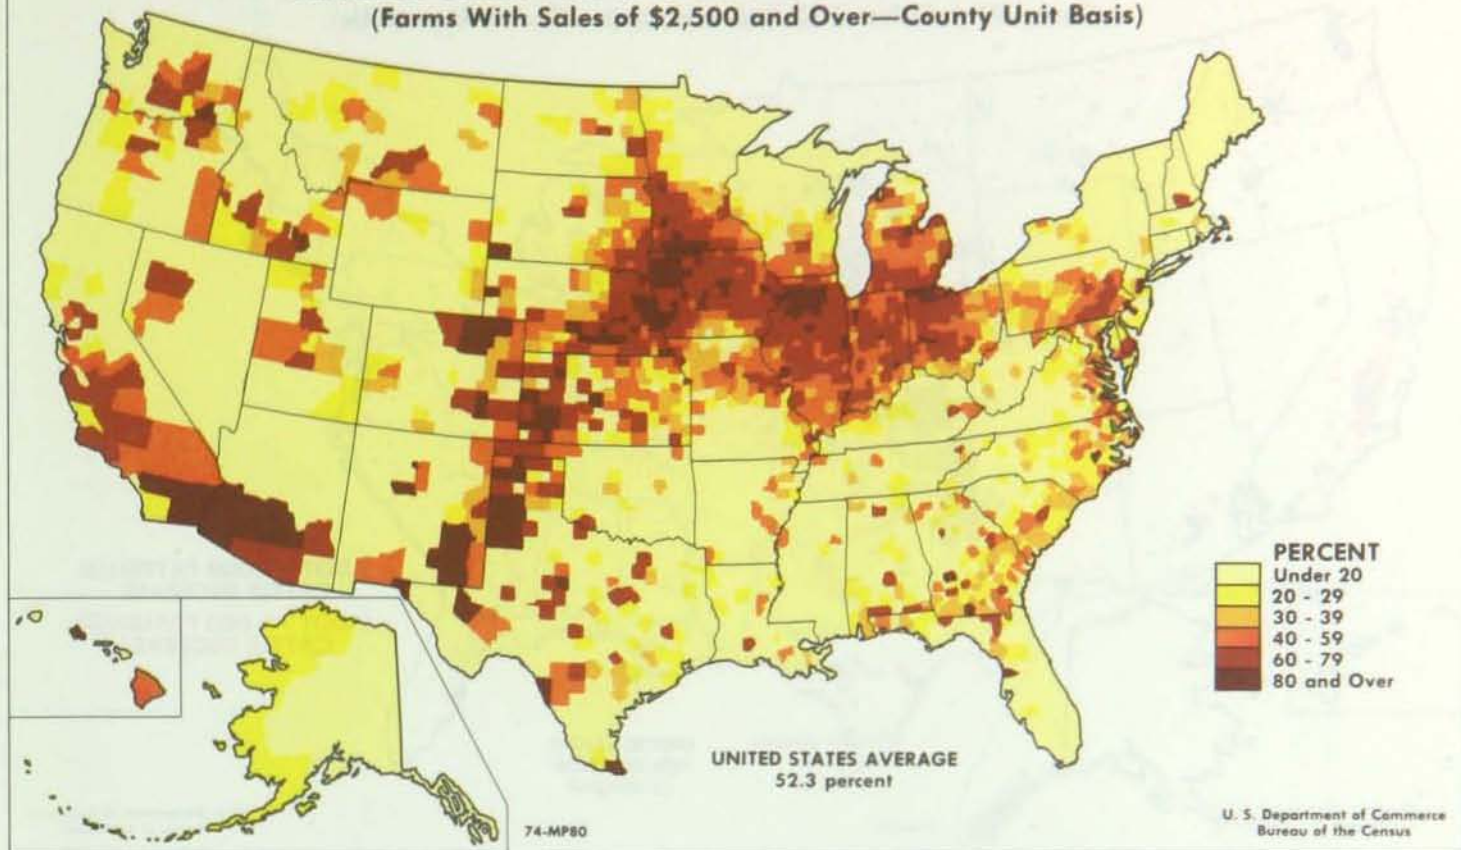 (Farms With Sales of $2,500 and Over—County Unit Basis)
PERCENT
Under 20
20 - 29
30 - 39
40 - 59
60 - 79
80 and Over
UNITED STATES AVERAGE
52.3 percent
74-MP80
U. S. Department of Commerce
Bureau of the Census